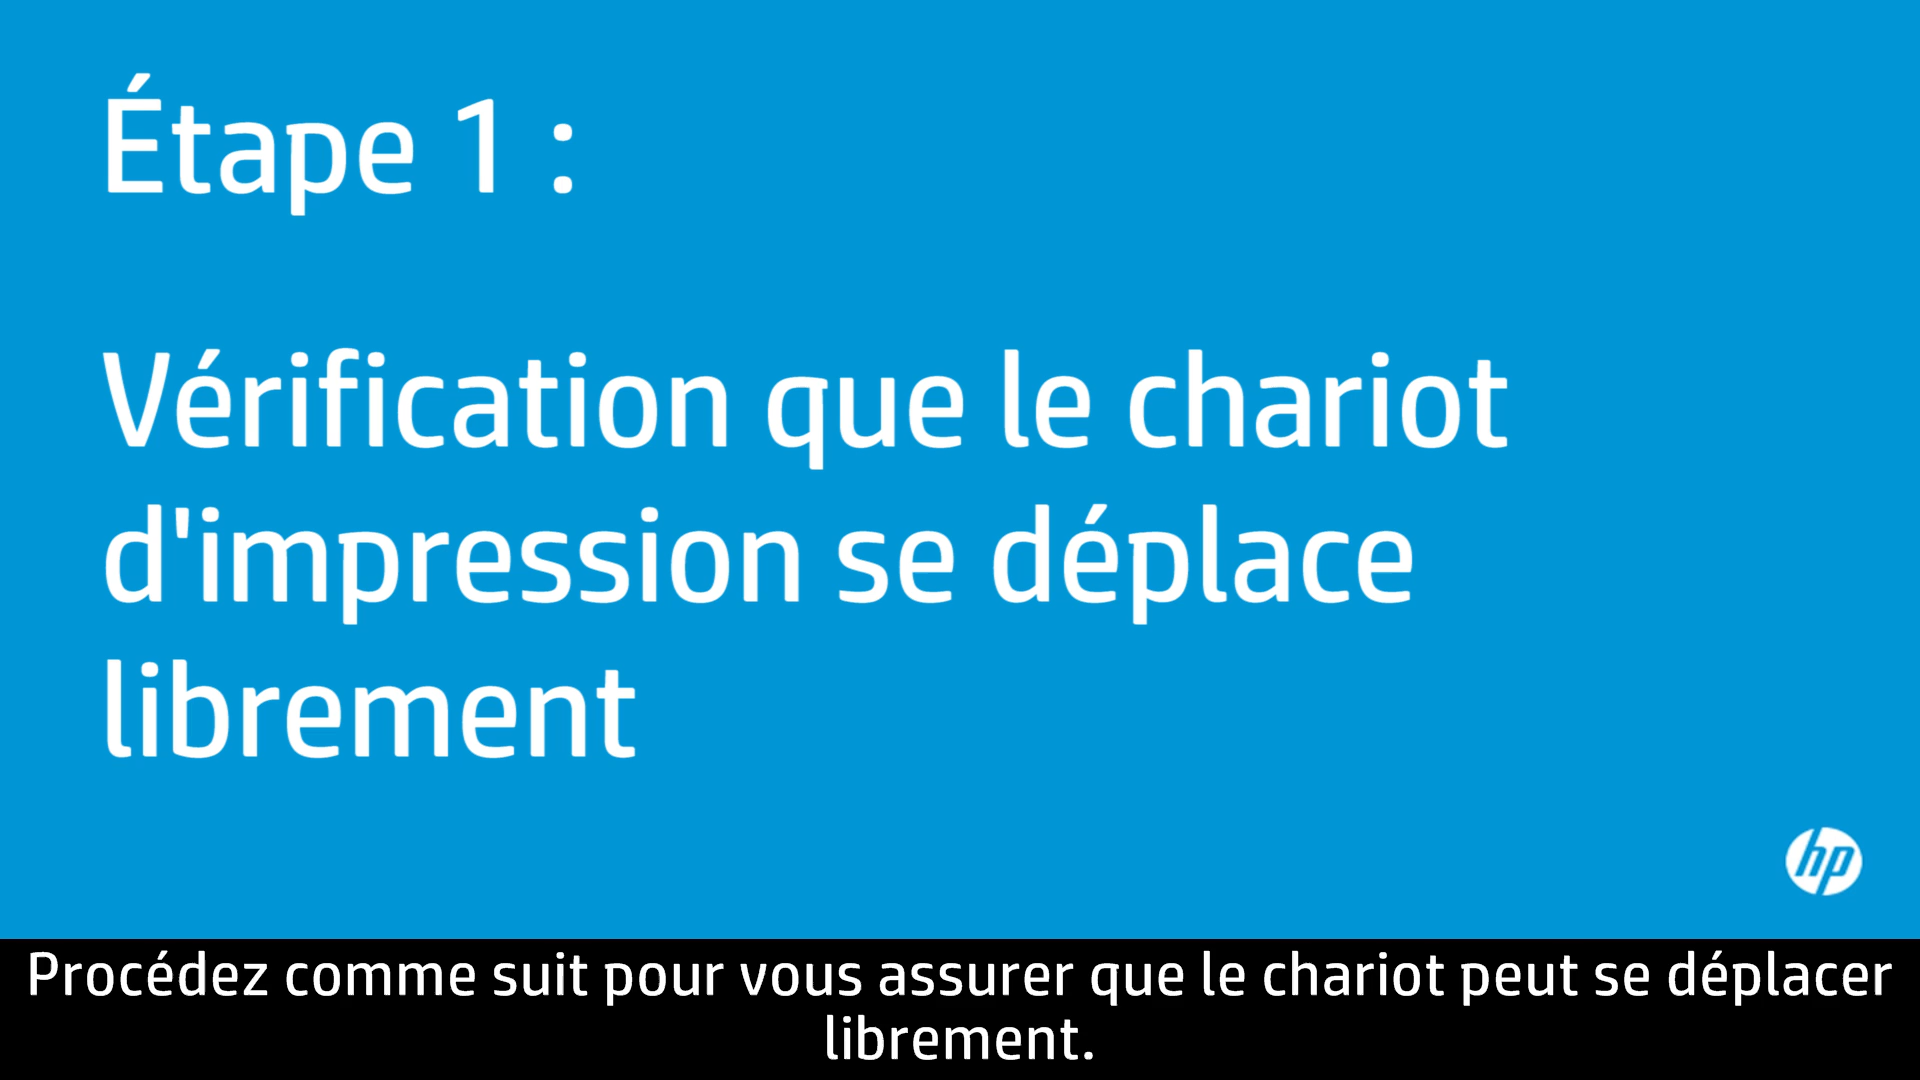 Étape 1 :
Vérification que le chariot
d'impression se déplace
librement
hp
Procédez comme suit pour vous assurer que le chariot peut se déplacer
librement.